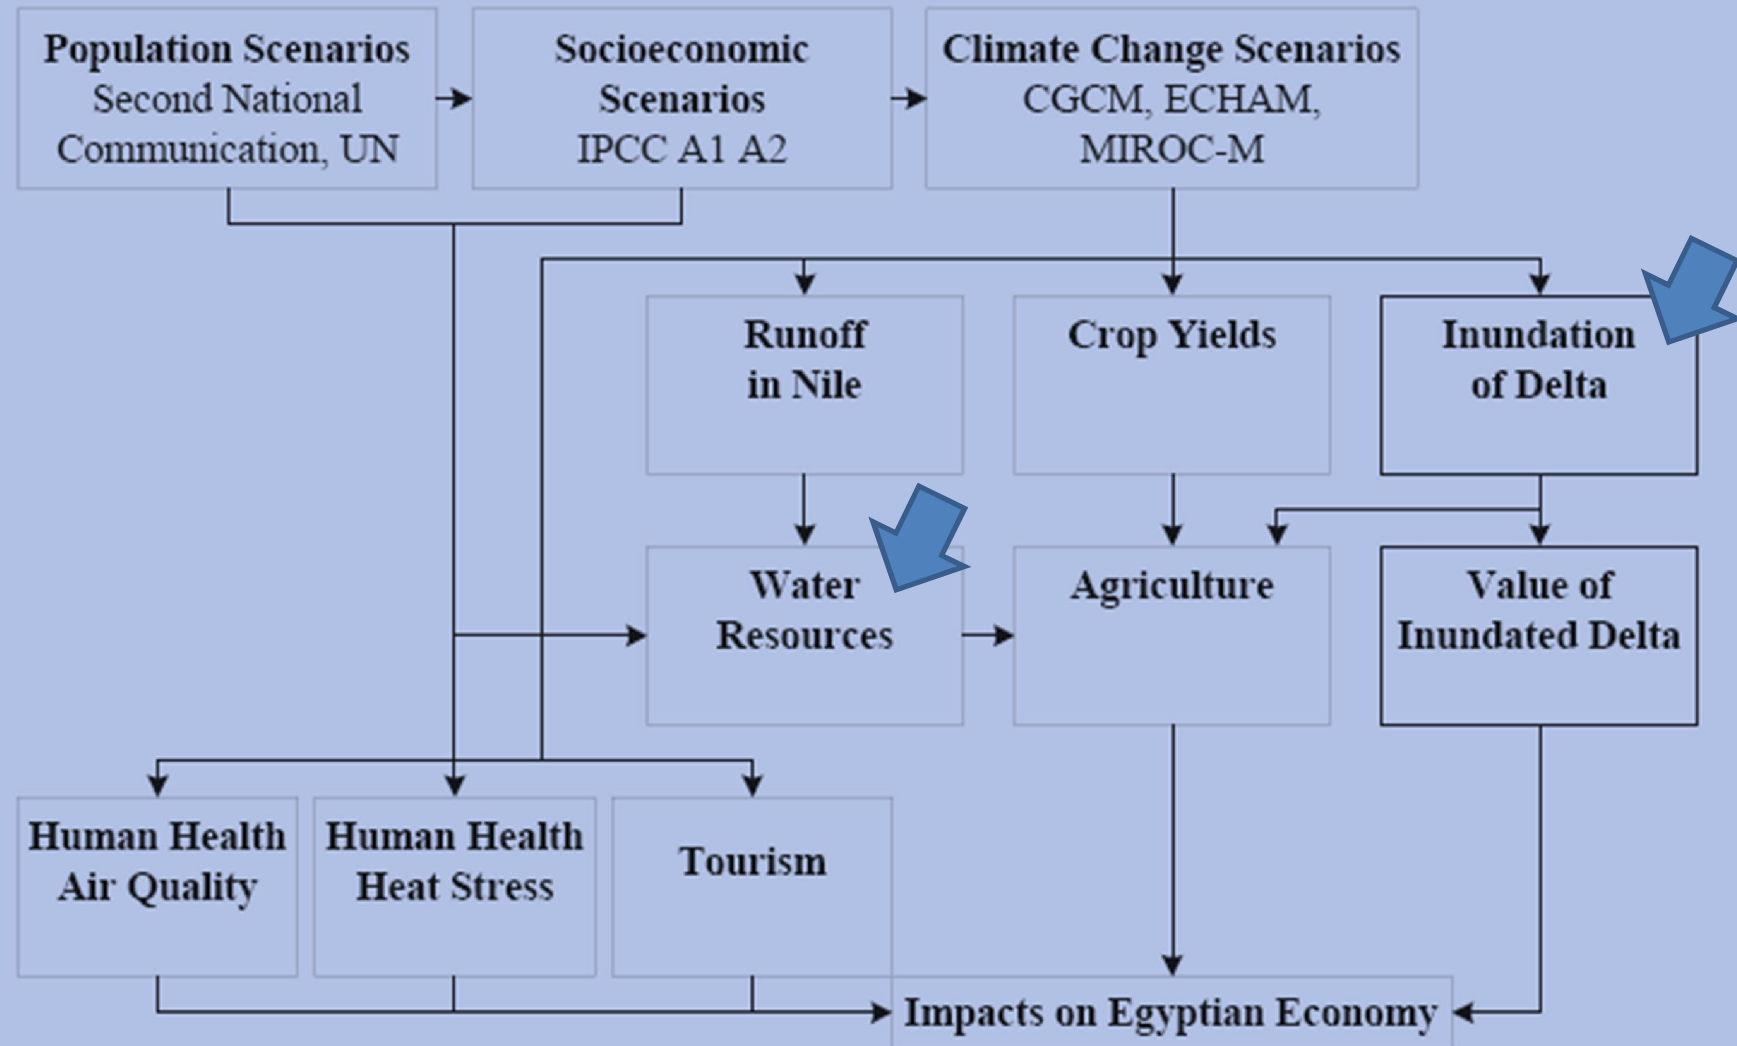 Population Scenarios
Second National
Communication, UN
Socioeconomic
Scenarios
IPCC A1 A2
Climate Change Scenarios
CGCM, ECHAM,
MIROC-M
Runoff
in Nile
Crop Yields
Inundation
of Delta
Water
Resources
Agriculture
Value of
Inundated Delta
Human Health
Air Quality
Human Health
Heat Stress
Tourism
Impacts on Egyptian Economy